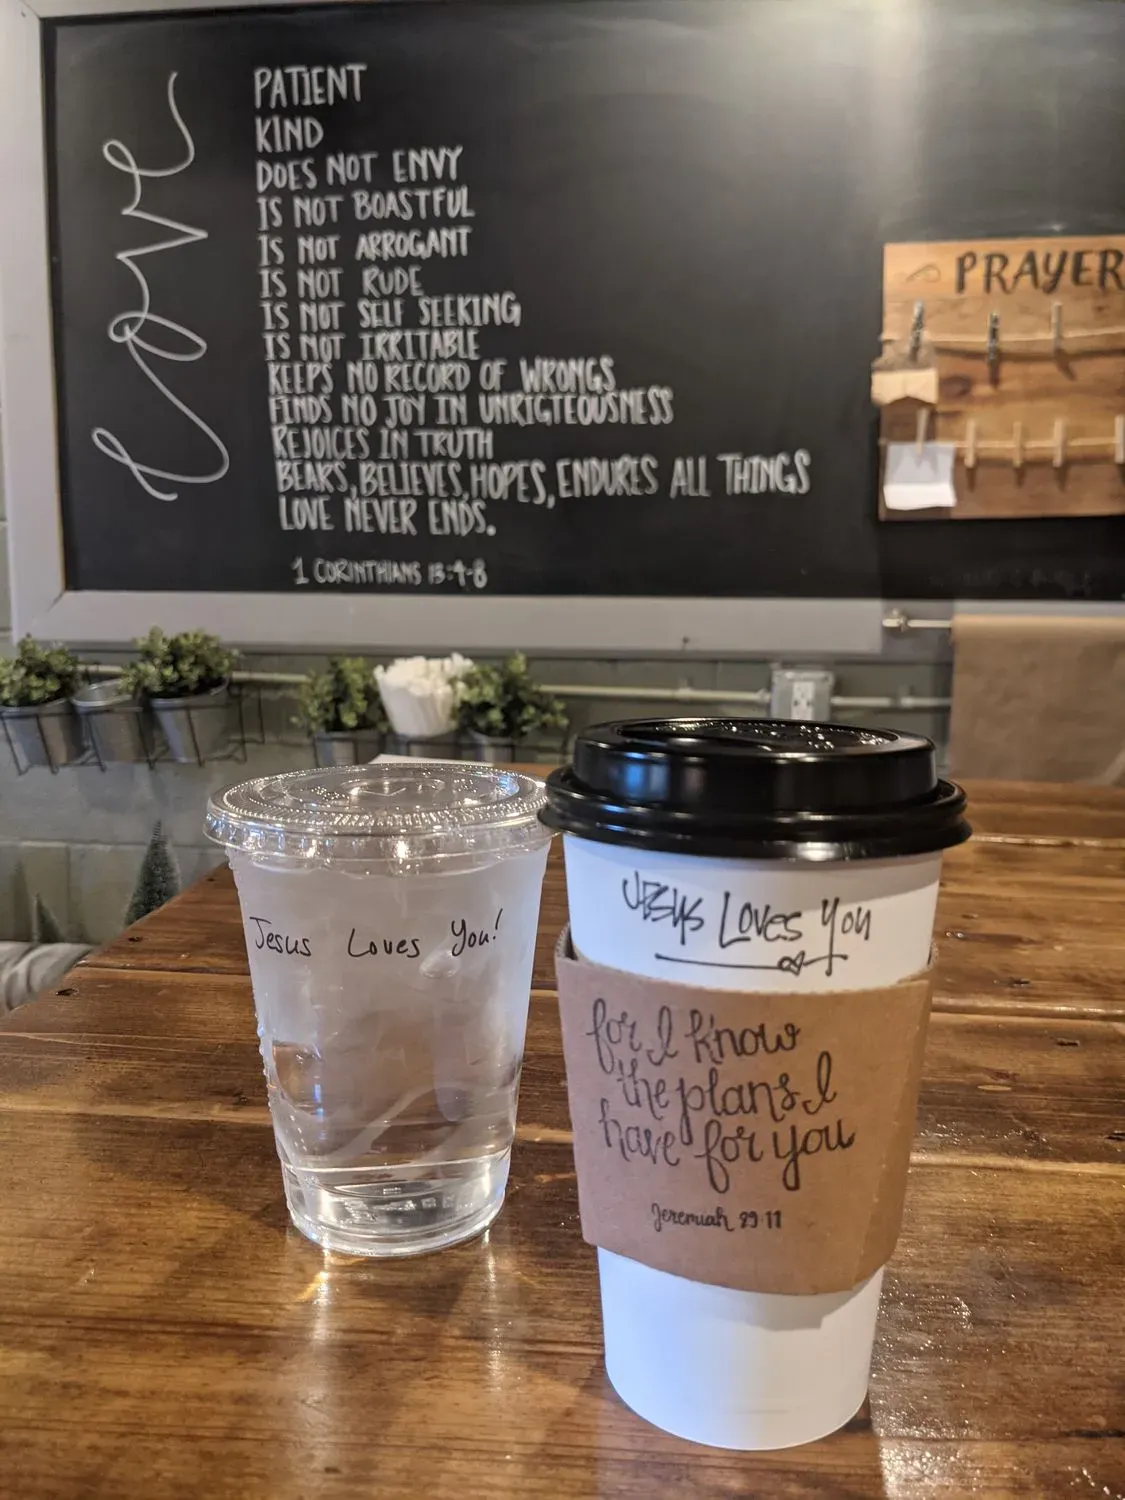 love
PATIENT
KIND
DOES NOT ENVY
IS NOT BOASTFUL
IS NOT ARROGANT
IS NOT RUDE
IS NOT SELF SEEKING
IS NOT IRRITABLE
KEEPS NO RECORD OF WRONGS
FINDS NO JOY IN UNRIGTEOUSNESS
REJOICES IN TRUTH
BEARS, BELIEVES, HOPES, ENDURES ALL THINGS
LOVE NEVER ENDS.
1 CORINTHIANS 13:4-8
PRAYER
Jesus Loves You!
JESUS Loves You
for I know
the plans I
have for you
Jeremiah 29:11